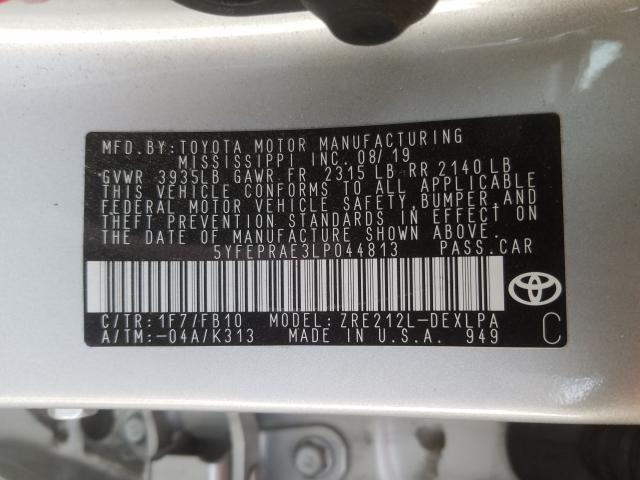 MFD.BY:TOYOTA MOTOR MANUFACTURING
MISSISSIPPI INC. 08/19
GVWR 3935LB GAWR FR 2315 LB RR 2140 LB
THIS VEHICLE CONFORMS TO ALL APPLICABLE
FEDERAL MOTOR VEHICLE SAFETY, BUMPER, AND
THEFT PREVENTION STANDARDS IN EFFECT ON
THE DATE OF MANUFACTURE SHOWN ABOVE.
5YFEPRAE3LP044813 PASS.CAR
C/TR:1F7/FB10 MODEL:ZRE212L-DEXLPA
A/TM:-04A/K313 MADE IN U.S.A. 949
C